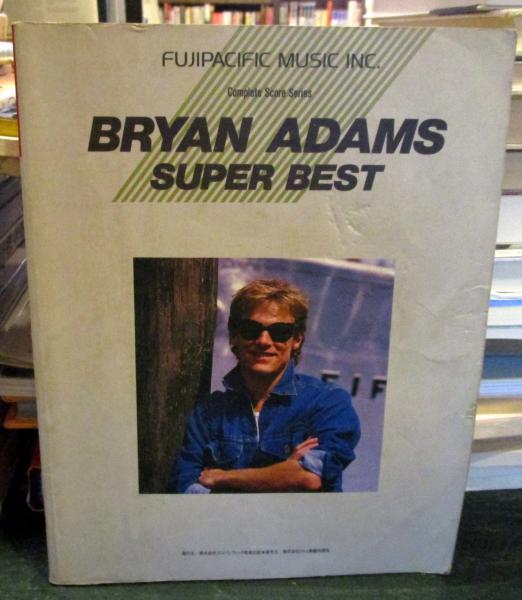 FUJIPACIFIC MUSIC INC.
Complete Score Series
BRYAN ADAMS
SUPER BEST